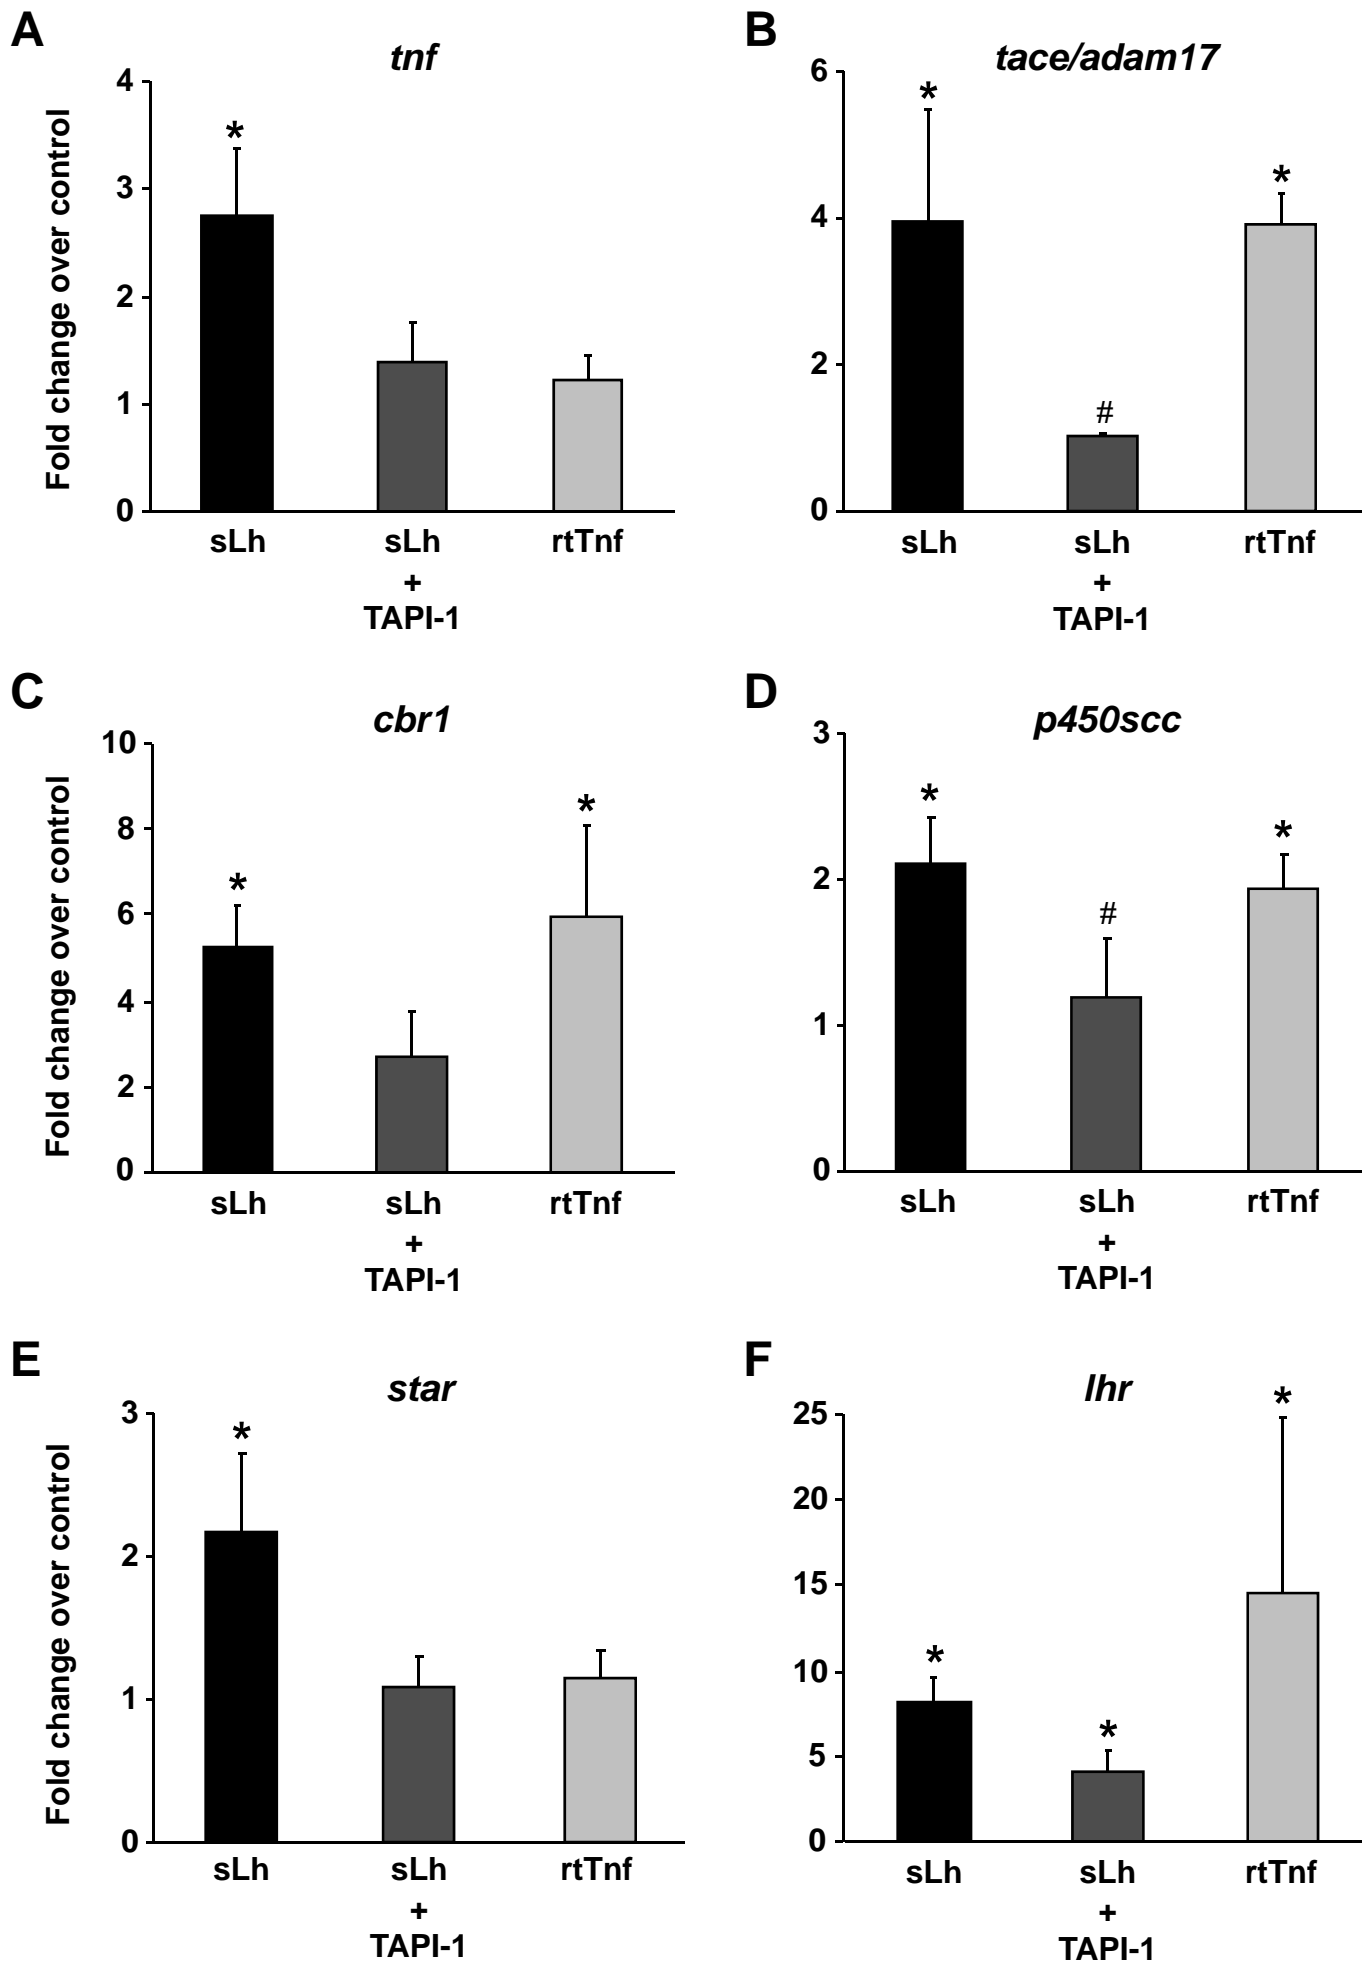 A
tnf
Fold change over control
4
3
2
1
0
*
sLh
sLh
+
TAPI-1
rtTnf
B
tace/adam17
6
4
2
0
*
#
*
sLh
sLh
+
TAPI-1
rtTnf
C
cbr1
Fold change over control
10
8
6
4
2
0
*
*
sLh
sLh
+
TAPI-1
rtTnf
D
p450scc
3
2
1
0
*
#
*
sLh
sLh
+
TAPI-1
rtTnf
E
star
Fold change over control
3
2
1
0
*
sLh
sLh
+
TAPI-1
rtTnf
F
lhr
25
20
15
10
5
0
*
*
*
sLh
sLh
+
TAPI-1
rtTnf